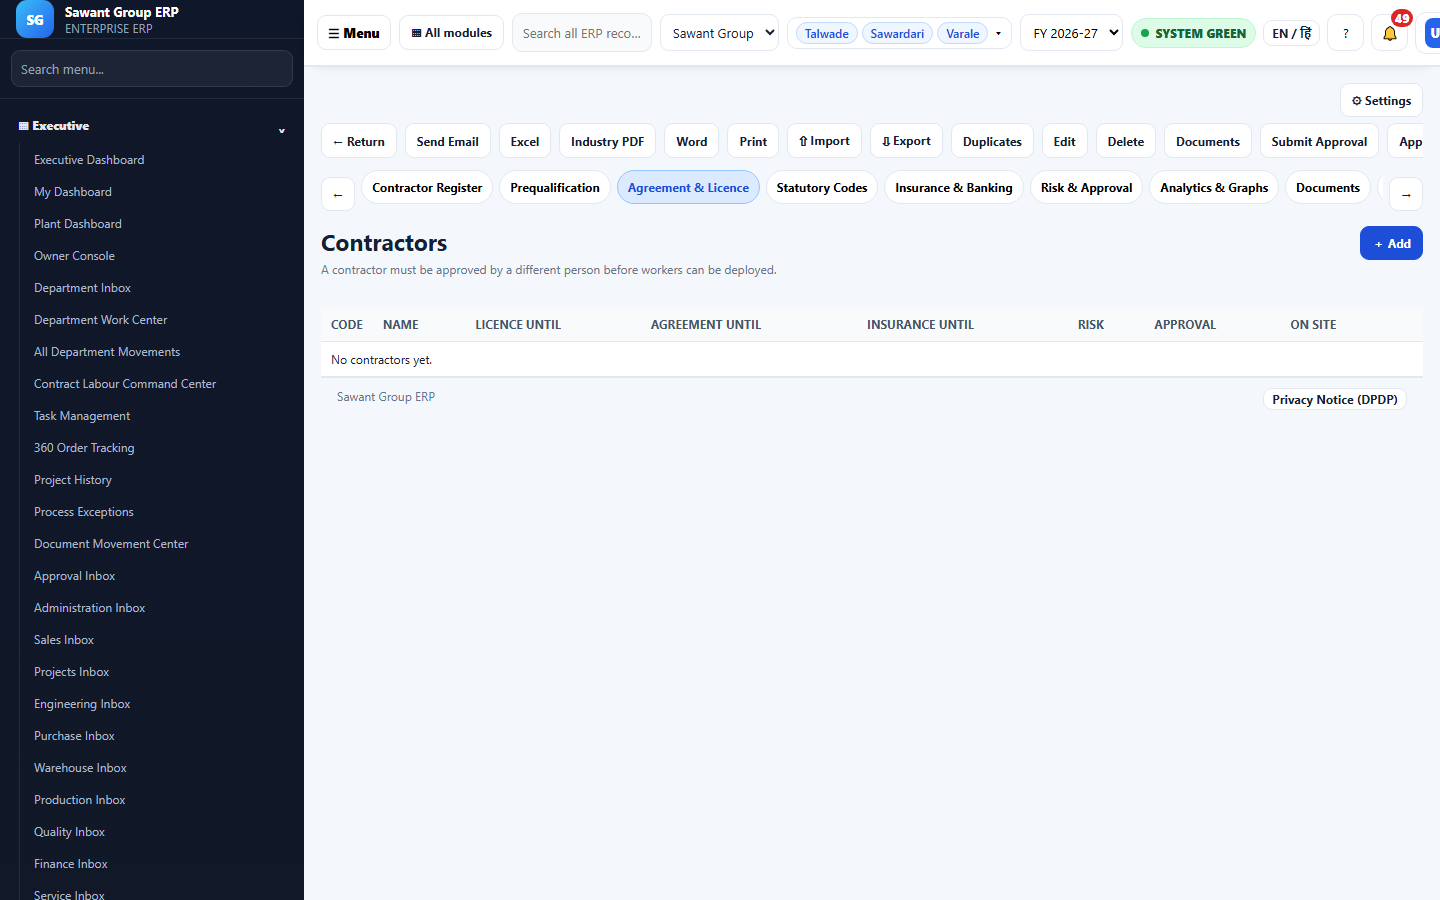 SG
Sawant Group ERP
ENTERPRISE ERP
Search menu...
Executive
Executive Dashboard
My Dashboard
Plant Dashboard
Owner Console
Department Inbox
Department Work Center
All Department Movements
Contract Labour Command Center
Task Management
360 Order Tracking
Project History
Process Exceptions
Document Movement Center
Approval Inbox
Administration Inbox
Sales Inbox
Projects Inbox
Engineering Inbox
Purchase Inbox
Warehouse Inbox
Production Inbox
Quality Inbox
Finance Inbox
Service Inbox
☰ Menu
All modules
Search all ERP reco...
Sawant Group
Talwade Sawardari Varale
FY 2026-27
SYSTEM GREEN
EN / हिं
?
49
U
⚙ Settings
← Return
Send Email
Excel
Industry PDF
Word
Print
⇧ Import
⇩ Export
Duplicates
Edit
Delete
Documents
Submit Approval
App
←
Contractor Register
Prequalification
Agreement & Licence
Statutory Codes
Insurance & Banking
Risk & Approval
Analytics & Graphs
Documents
→
Contractors
+ Add
A contractor must be approved by a different person before workers can be deployed.
CODE NAME LICENCE UNTIL AGREEMENT UNTIL INSURANCE UNTIL RISK APPROVAL ON SITE
No contractors yet.
Sawant Group ERP
Privacy Notice (DPDP)